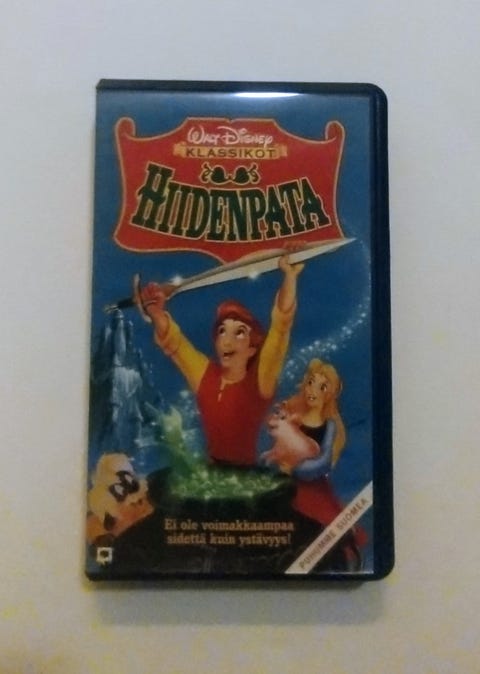 Walt Disney
KLASSIKOT
HIIDENPATA
Ei ole voimakkaampaa
sidettä kuin ystävyys!
PUHUMME SUOMEA